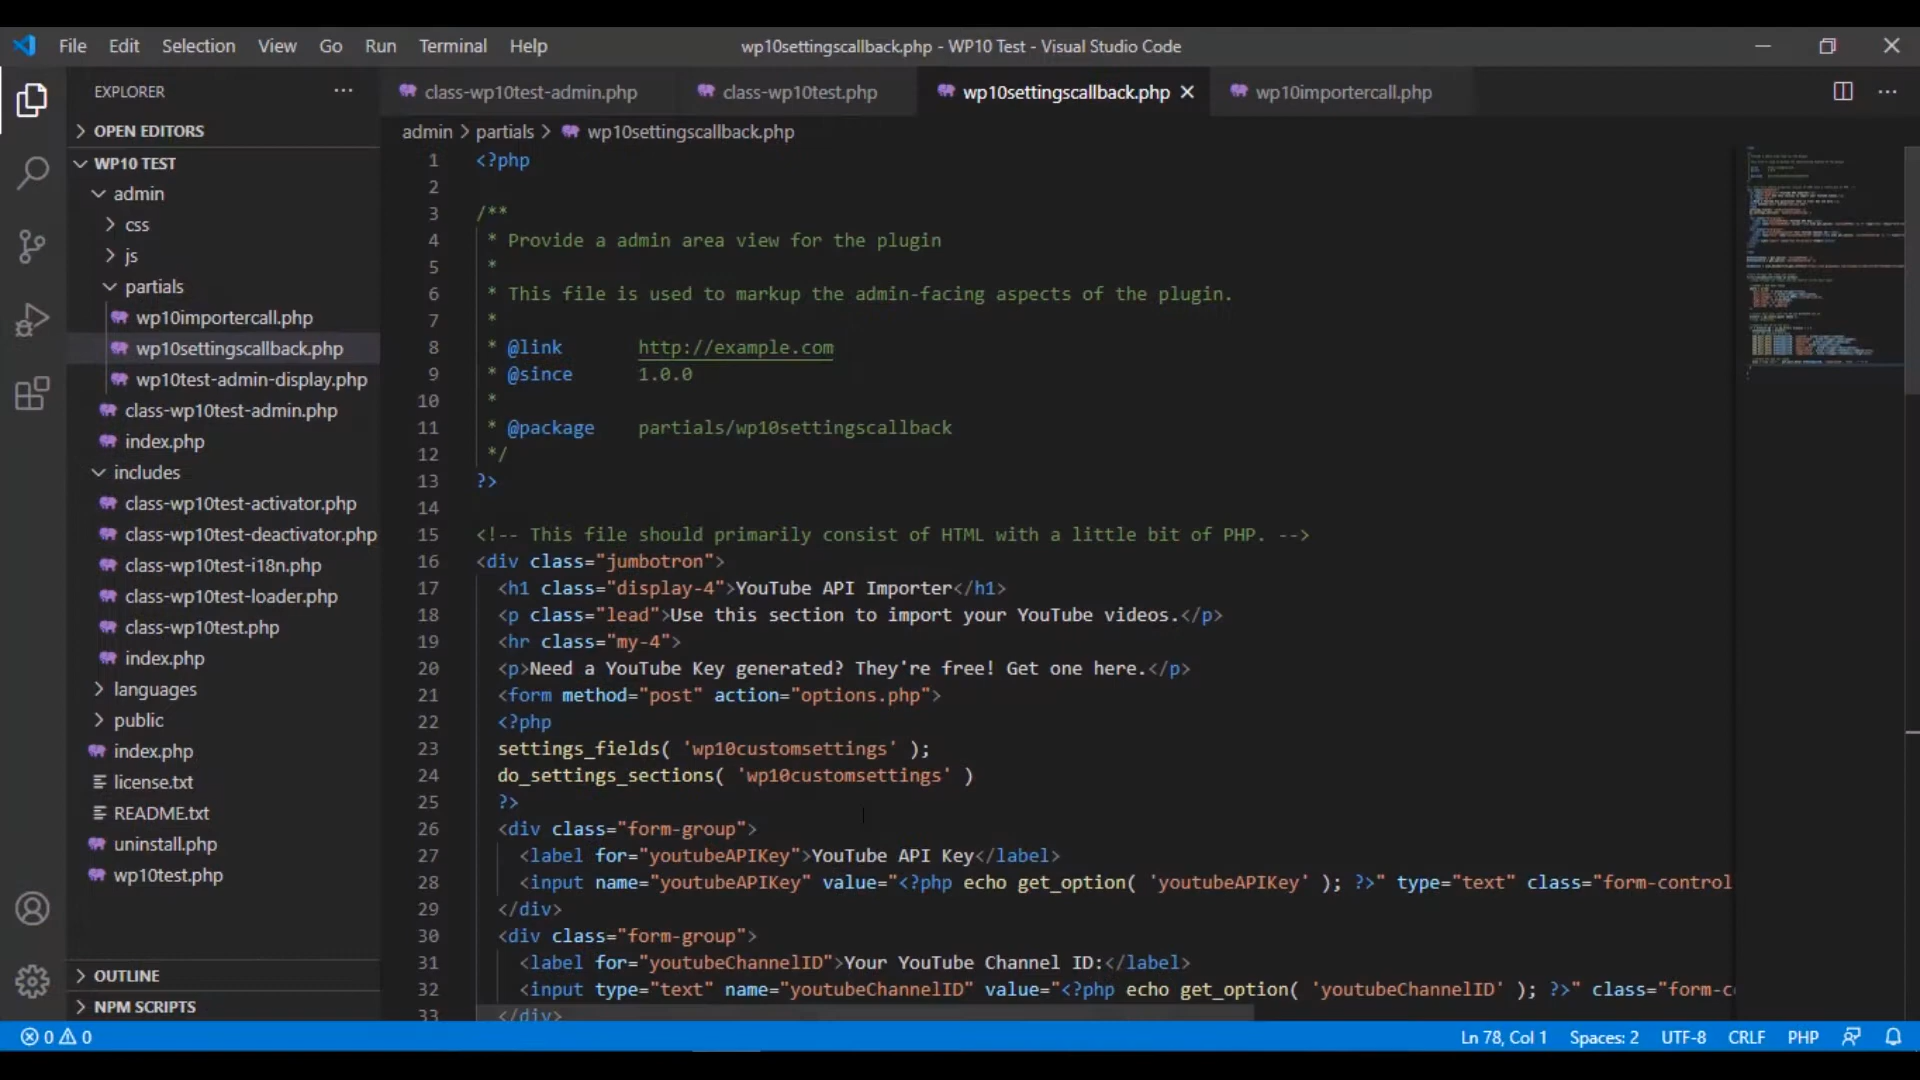 File Edit Selection View Go Run Terminal Help
wp10settingscallback.php - WP10 Test - Visual Studio Code
EXPLORER
OPEN EDITORS
WP10 TEST
admin
css
js
partials
wp10importercall.php
wp10settingscallback.php
wp10test-admin-display.php
class-wp10test-admin.php
index.php
includes
class-wp10test-activator.php
class-wp10test-deactivator.php
class-wp10test-i18n.php
class-wp10test-loader.php
class-wp10test.php
index.php
languages
public
index.php
license.txt
README.txt
uninstall.php
wp10test.php
OUTLINE
NPM SCRIPTS
class-wp10test-admin.php class-wp10test.php wp10settingscallback.php wp10importercall.php
admin > partials > wp10settingscallback.php
1 <?php
2
3 /**
4 * Provide a admin area view for the plugin
5 *
6 * This file is used to markup the admin-facing aspects of the plugin.
7 *
8 * @link http://example.com
9 * @since 1.0.0
10 *
11 * @package partials/wp10settingscallback
12 */
13 ?>
14
15 <!-- This file should primarily consist of HTML with a little bit of PHP. -->
16 <div class="jumbotron">
17 <h1 class="display-4">YouTube API Importer</h1>
18 <p class="lead">Use this section to import your YouTube videos.</p>
19 <hr class="my-4">
20 <p>Need a YouTube Key generated? They're free! Get one here.</p>
21 <form method="post" action="options.php">
22 <?php
23 settings_fields( 'wp10customsettings' );
24 do_settings_sections( 'wp10customsettings' )
25 ?>
26 <div class="form-group">
27 <label for="youtubeAPIKey">YouTube API Key</label>
28 <input name="youtubeAPIKey" value="<?php echo get_option( 'youtubeAPIKey' ); ?>" type="text" class="form-control
29 </div>
30 <div class="form-group">
31 <label for="youtubeChannelID">Your YouTube Channel ID:</label>
32 <input type="text" name="youtubeChannelID" value="<?php echo get_option( 'youtubeChannelID' ); ?>" class="form-c
33 </div>
0 0
Ln 78, Col 1 Spaces: 2 UTF-8 CRLF PHP